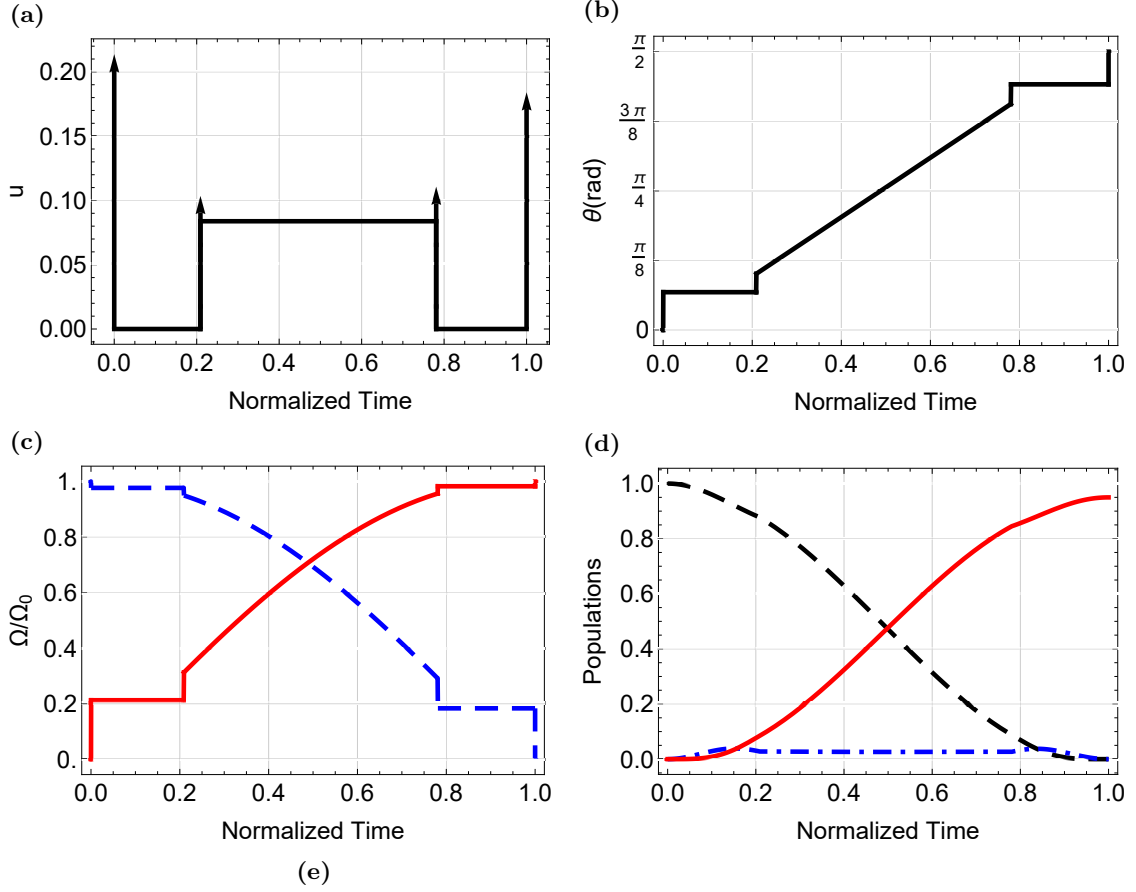 (a)
u
0.20
0.15
0.10
0.05
0.00
0.0 0.2 0.4 0.6 0.8 1.0
Normalized Time
(b)
θ(rad)
π/2
3π/8
π/4
π/8
0
0.0 0.2 0.4 0.6 0.8 1.0
Normalized Time
(c)
Ω/Ω₀
1.
0.8
0.6
0.4
0.2
0.
0.0 0.2 0.4 0.6 0.8 1.0
Normalized Time
(d)
Populations
1.0
0.8
0.6
0.4
0.2
0.0
0.0 0.2 0.4 0.6 0.8 1.0
Normalized Time
(e)